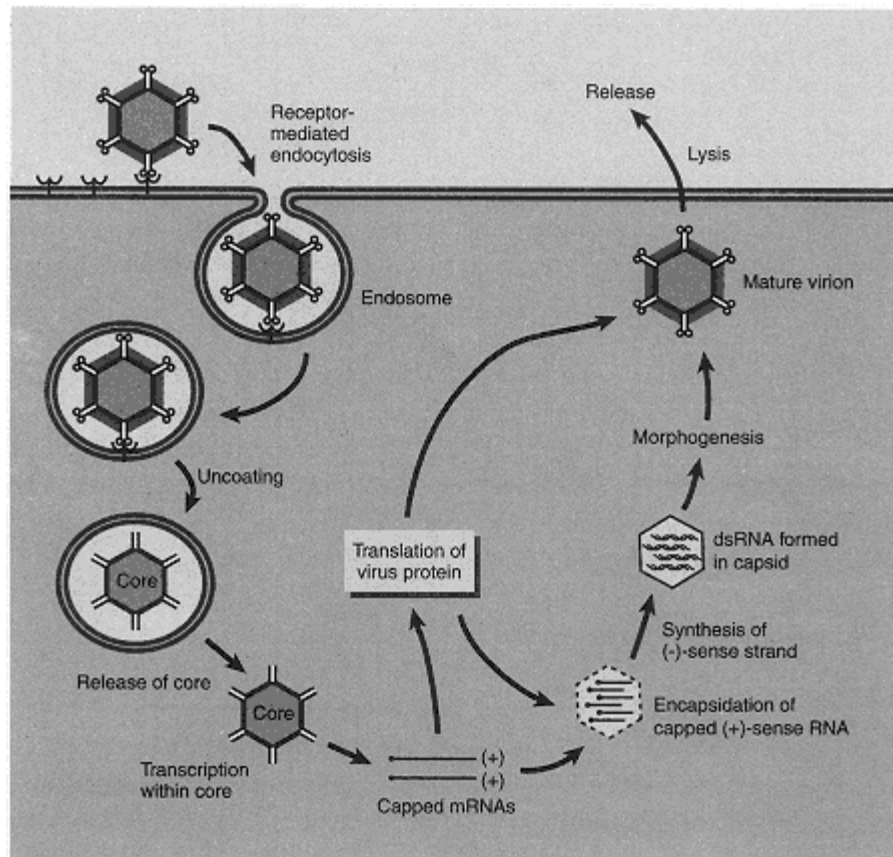 Receptor-
mediated
endocytosis
Endosome
Uncoating
Core
Release of core
Core
Transcription
within core
(+)
(+)
Capped mRNAs
Translation of
virus protein
Encapsidation of
capped (+)-sense RNA
Synthesis of
(-)-sense strand
dsRNA formed
in capsid
Morphogenesis
Mature virion
Lysis
Release